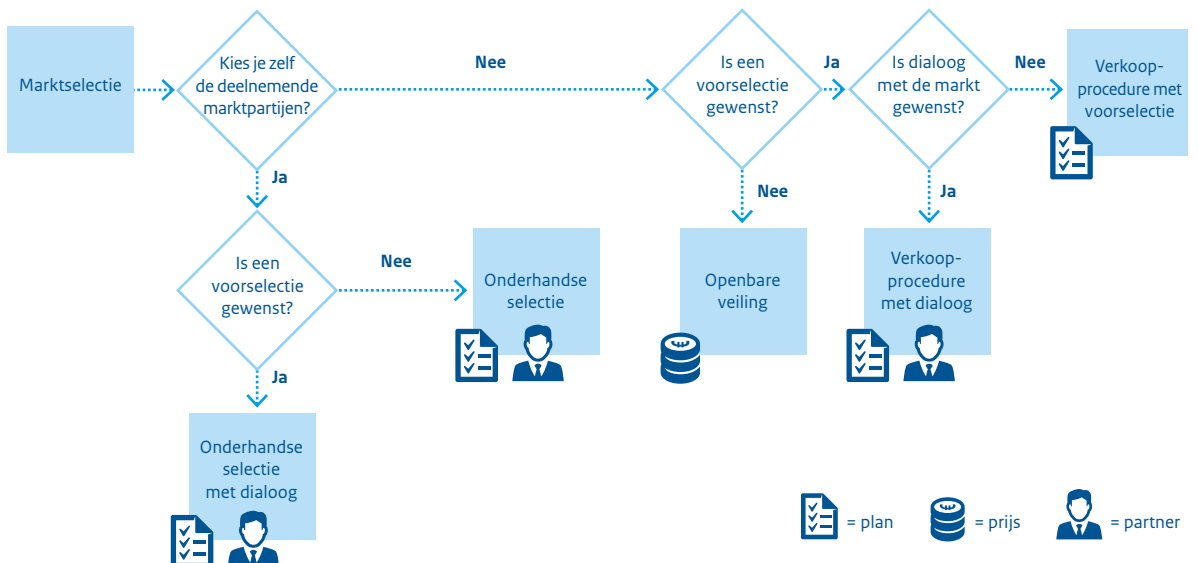 Marktselectie
Kies je zelf
de deelnemende
marktpartijen?
Nee
Is een
voorselectie
gewenst?
Ja
Is dialoog
met de markt
gewenst?
Nee
Verkoop-
procedure met
voorselectie
Ja
Nee
Ja
Is een
voorselectie
gewenst?
Nee
Onderhandse
selectie
Openbare
veiling
Verkoop-
procedure
met dialoog
Ja
Onderhandse
selectie
met dialoog
= plan
= prijs
= partner